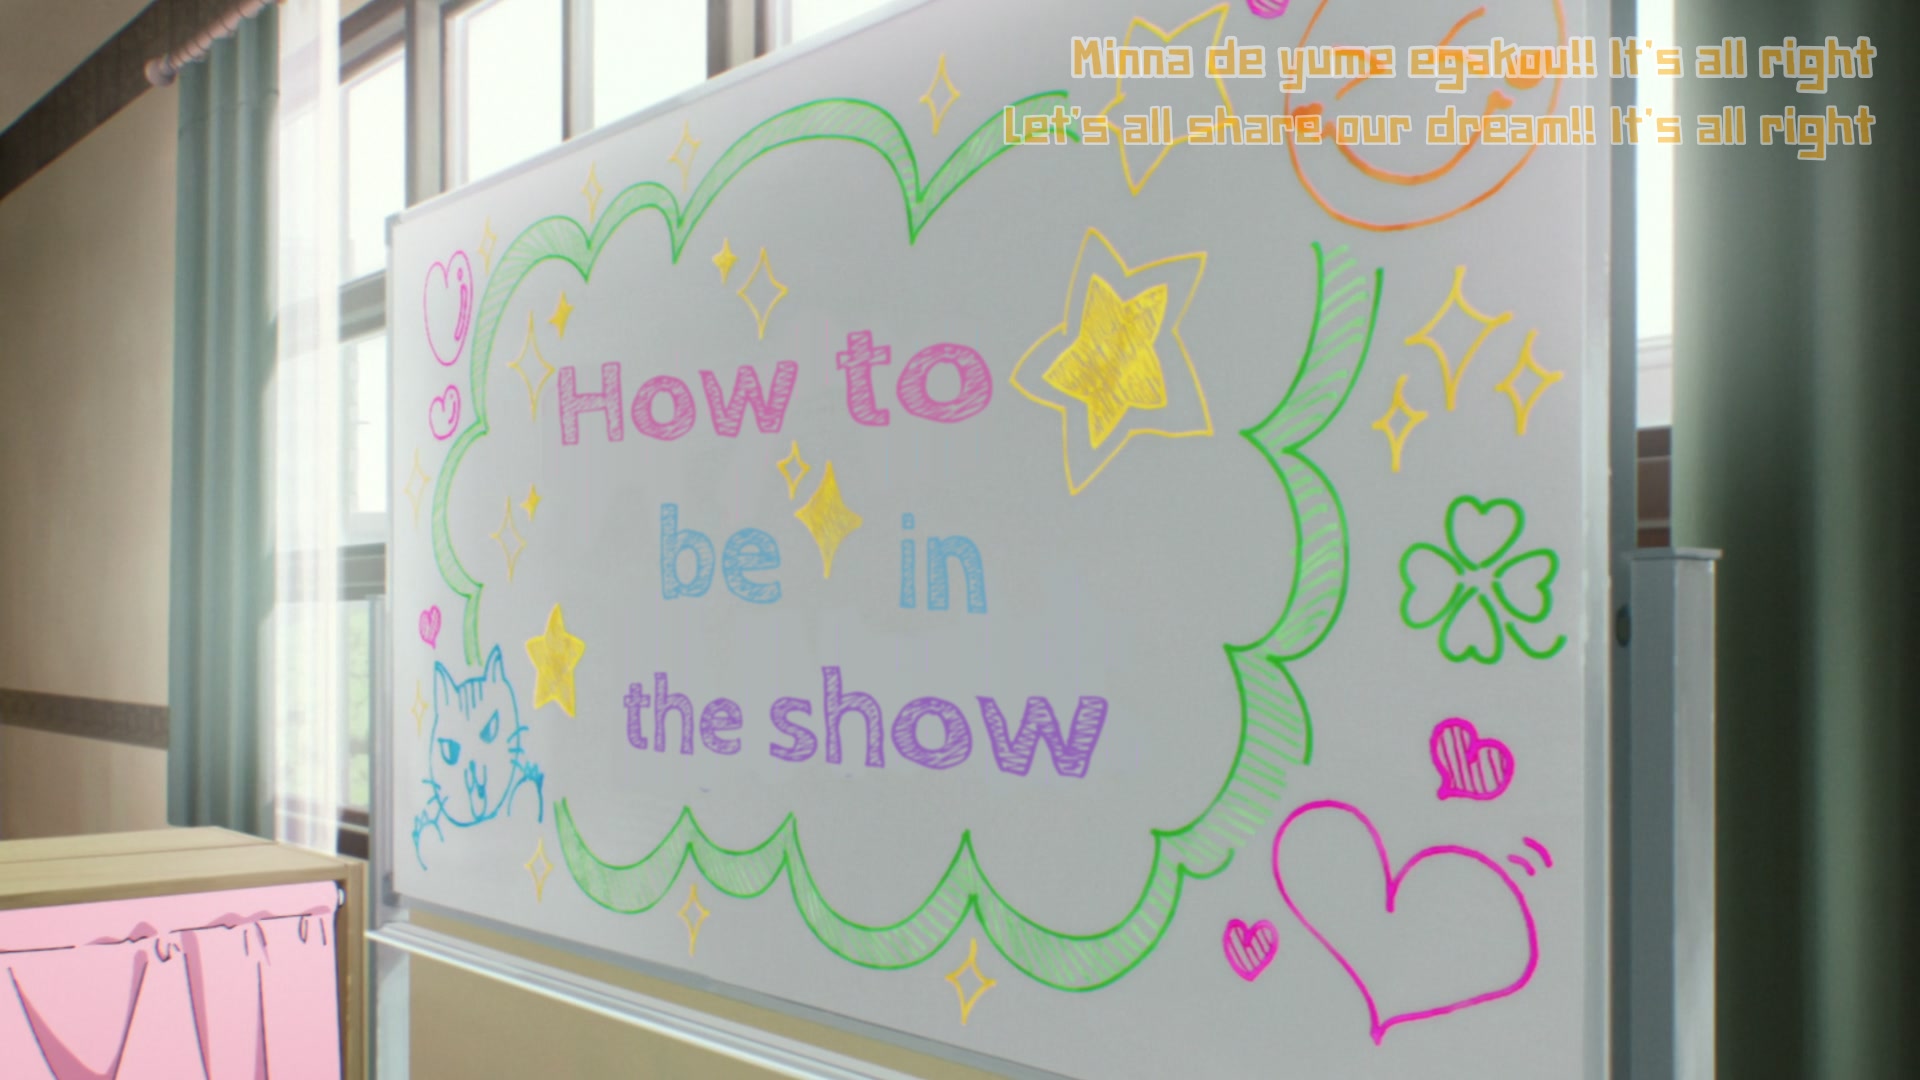 Minna de yume egakou!! It's all right
Let's all share our dream!! It's all right
How to
be in
the show